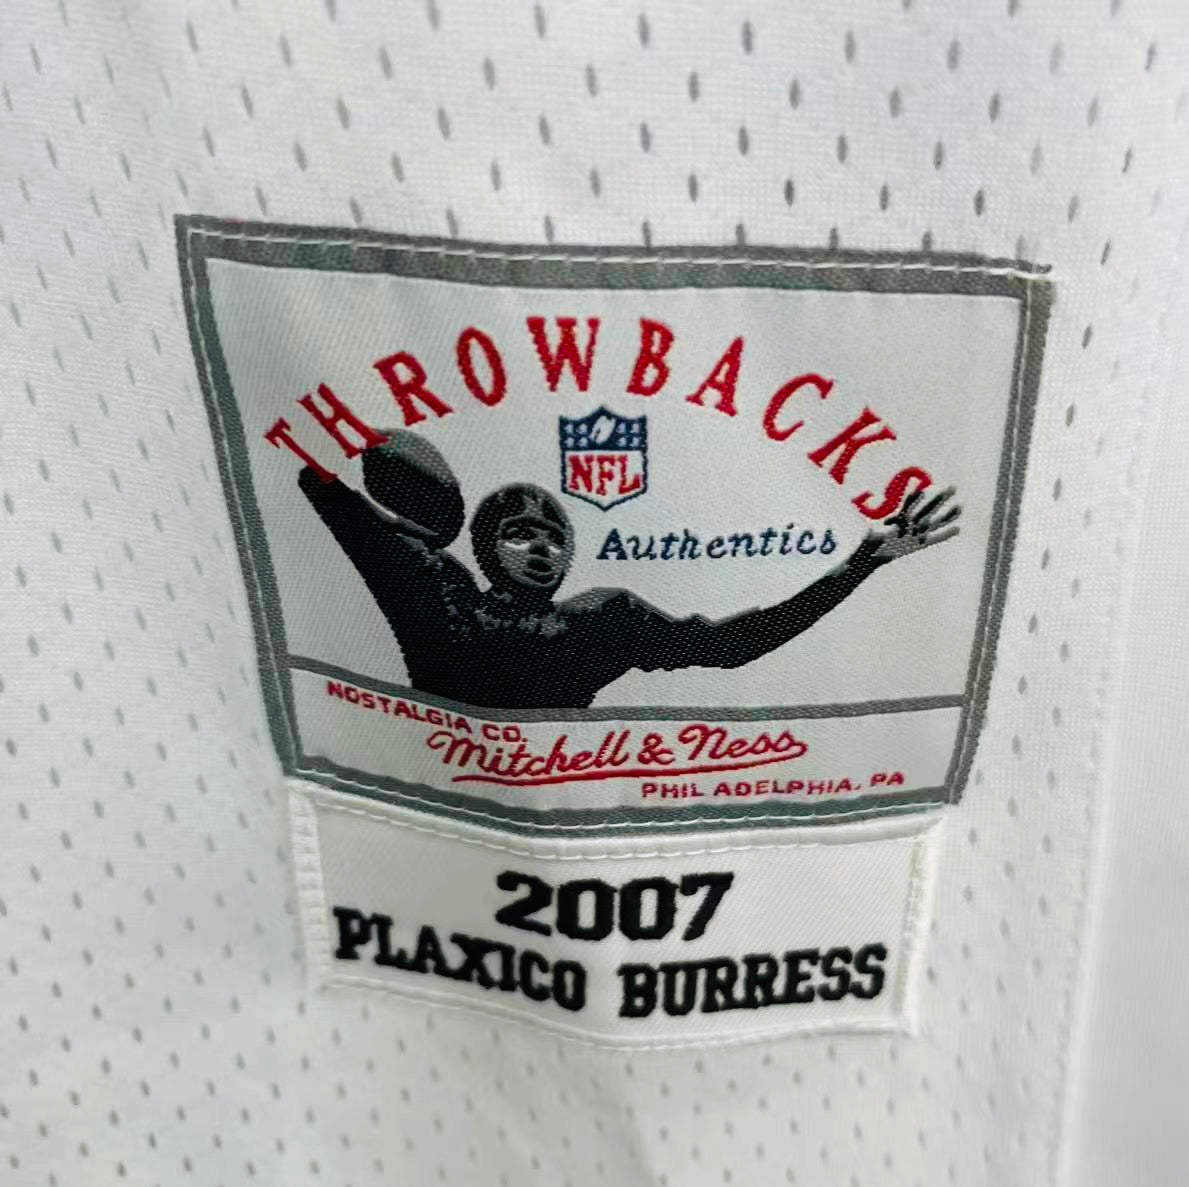 THROWBACKS
NFL
Authentics
NOSTALGIA CO.
Mitchell & Ness
PHILADELPHIA, PA
2007
PLAXICO BURRESS